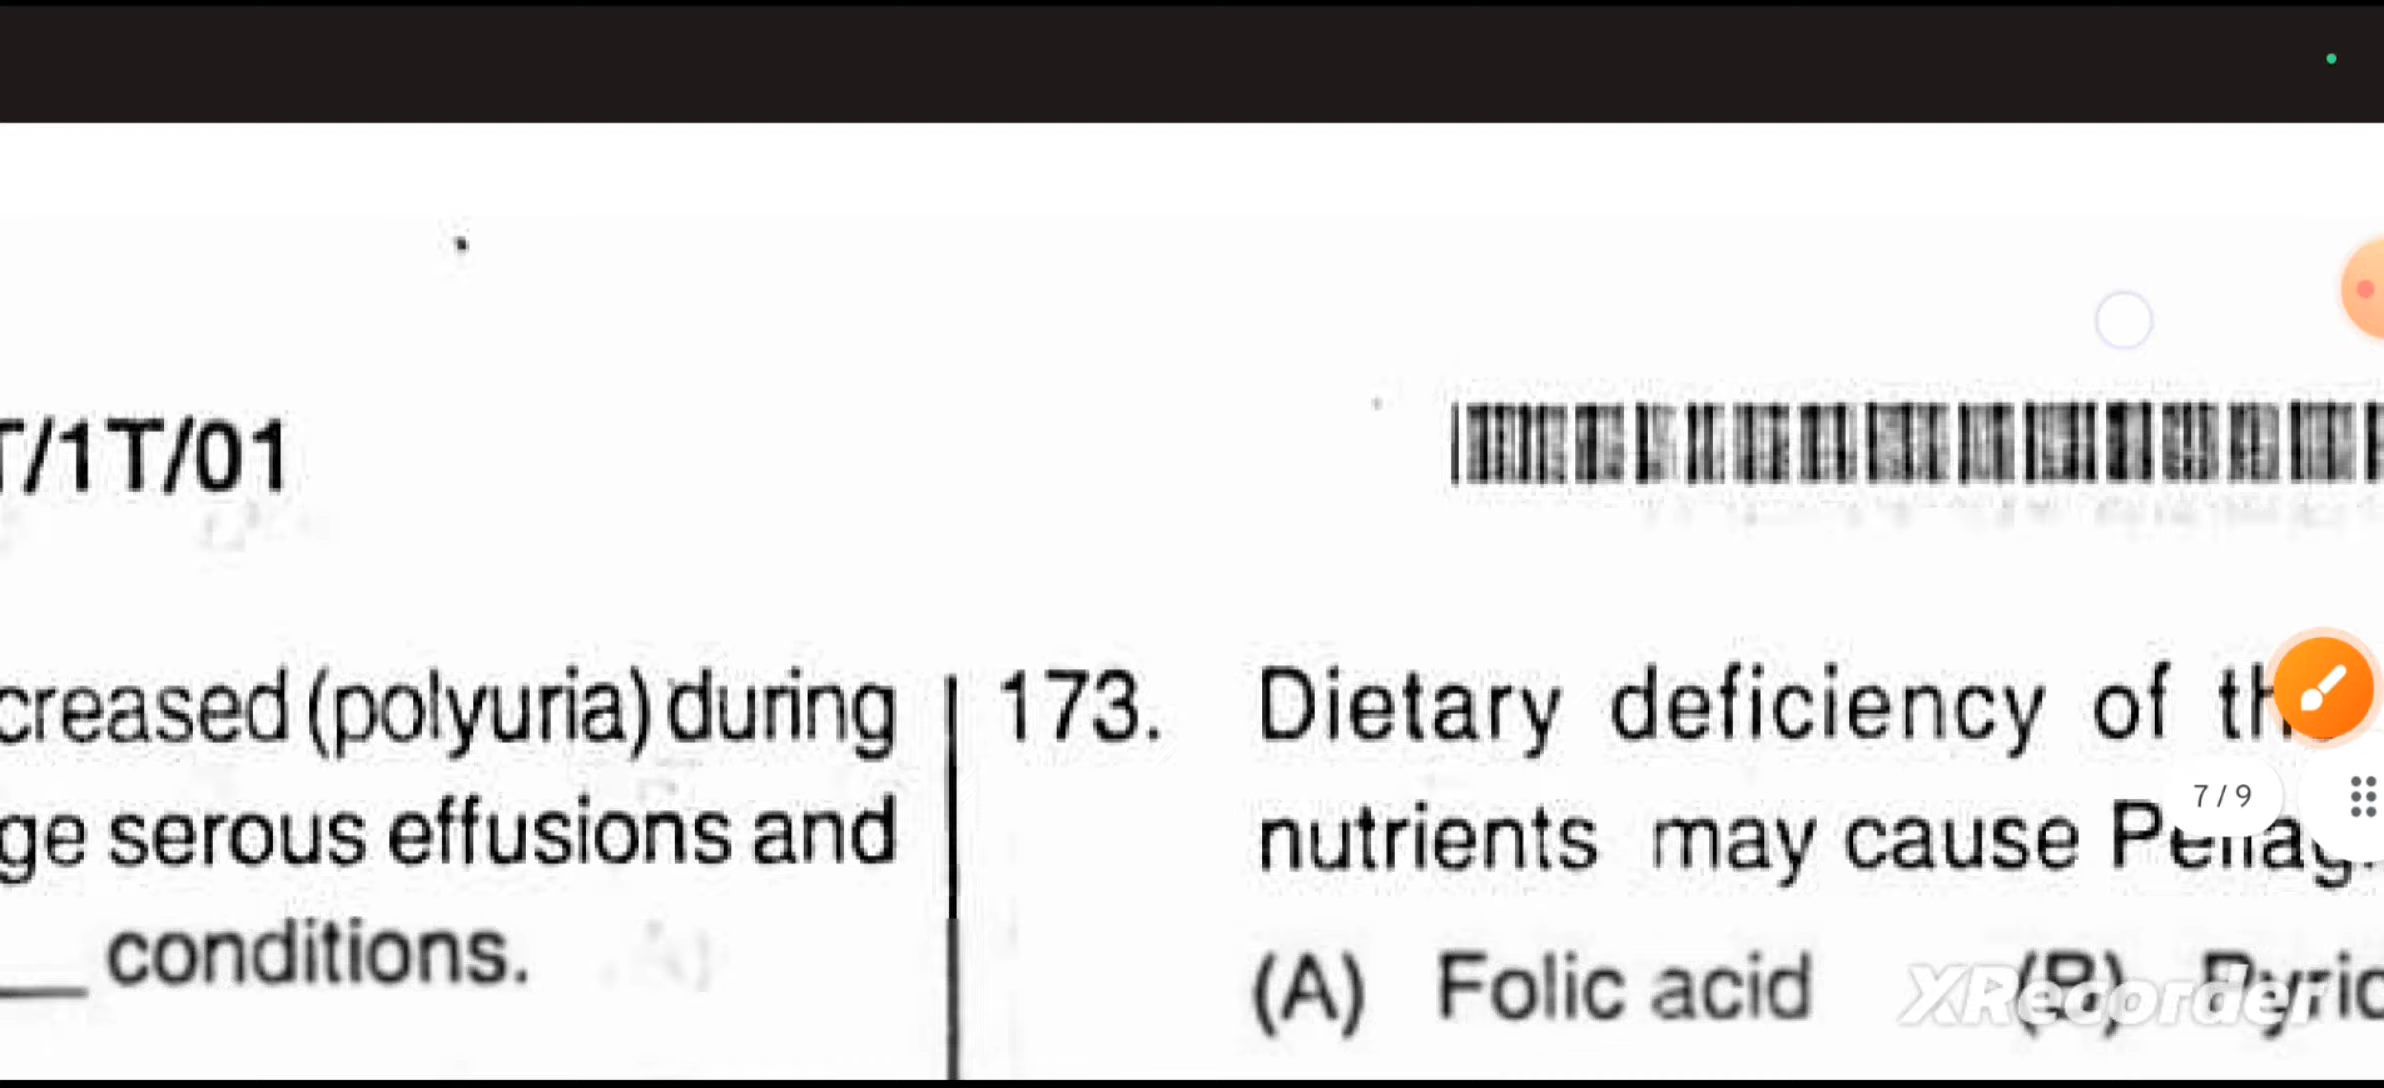 T/1T/01
creased (polyuria) during
ge serous effusions and
conditions.
173. Dietary deficiency of
nutrients may cause
(A) Folic acid (B)
7/9
XRecorder